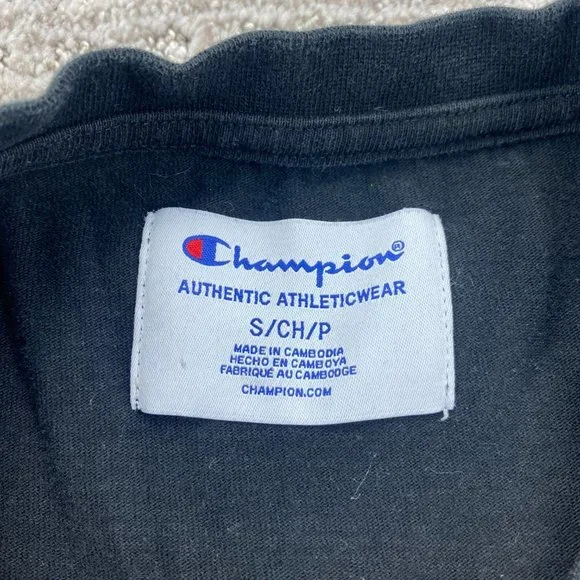 Champion®
AUTHENTIC ATHLETICWEAR
S/CH/P
MADE IN CAMBODIA
HECHO EN CAMBOYA
FABRIQUÉ AU CAMBODGE
CHAMPION.COM